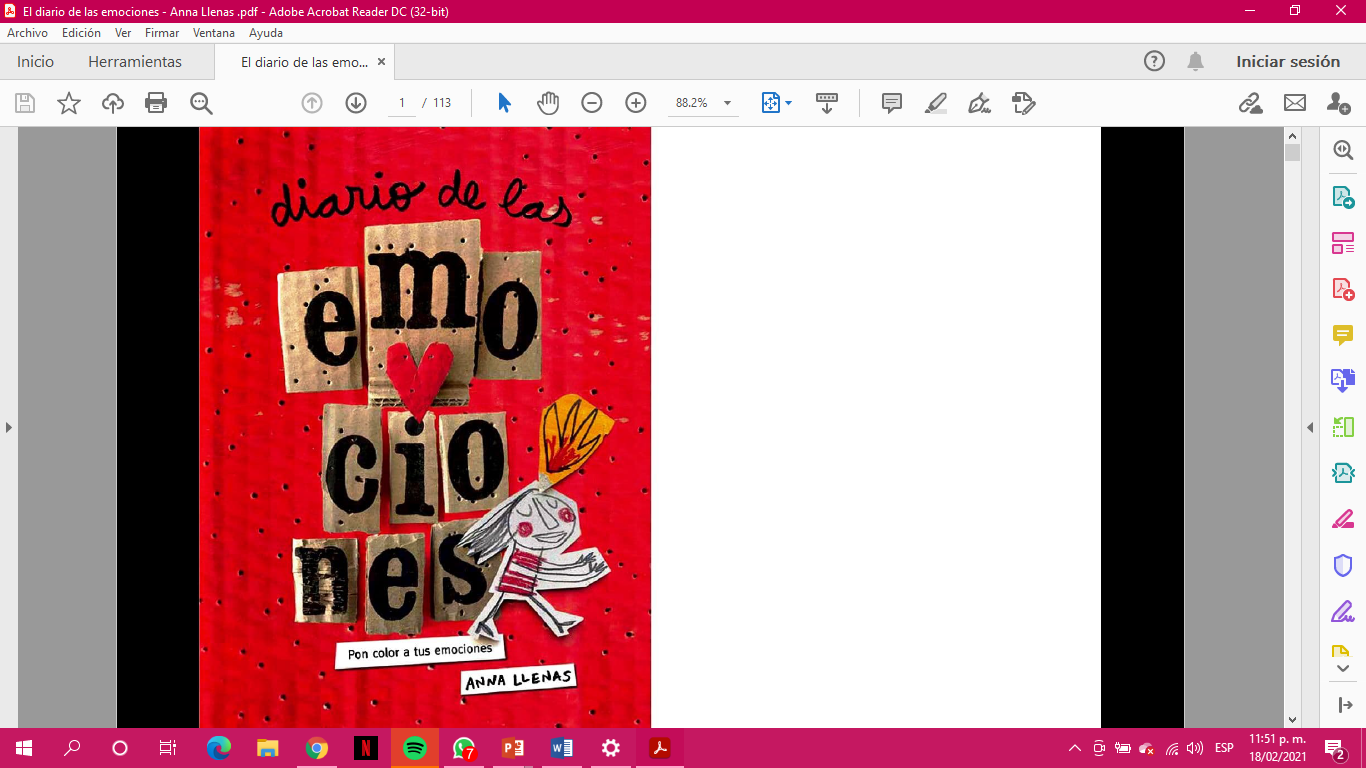 El diario de las emociones - Anna Llenas .pdf - Adobe Acrobat Reader DC (32-bit)
Archivo Edición Ver Firmar Ventana Ayuda
Inicio Herramientas El diario de las emo... × Iniciar sesión
1 / 113 88.2%
diario de las
emo
cio
nes
Pon color a tus emociones
ANNA LLENAS
7
ESP
11:51 p. m.
18/02/2021
2